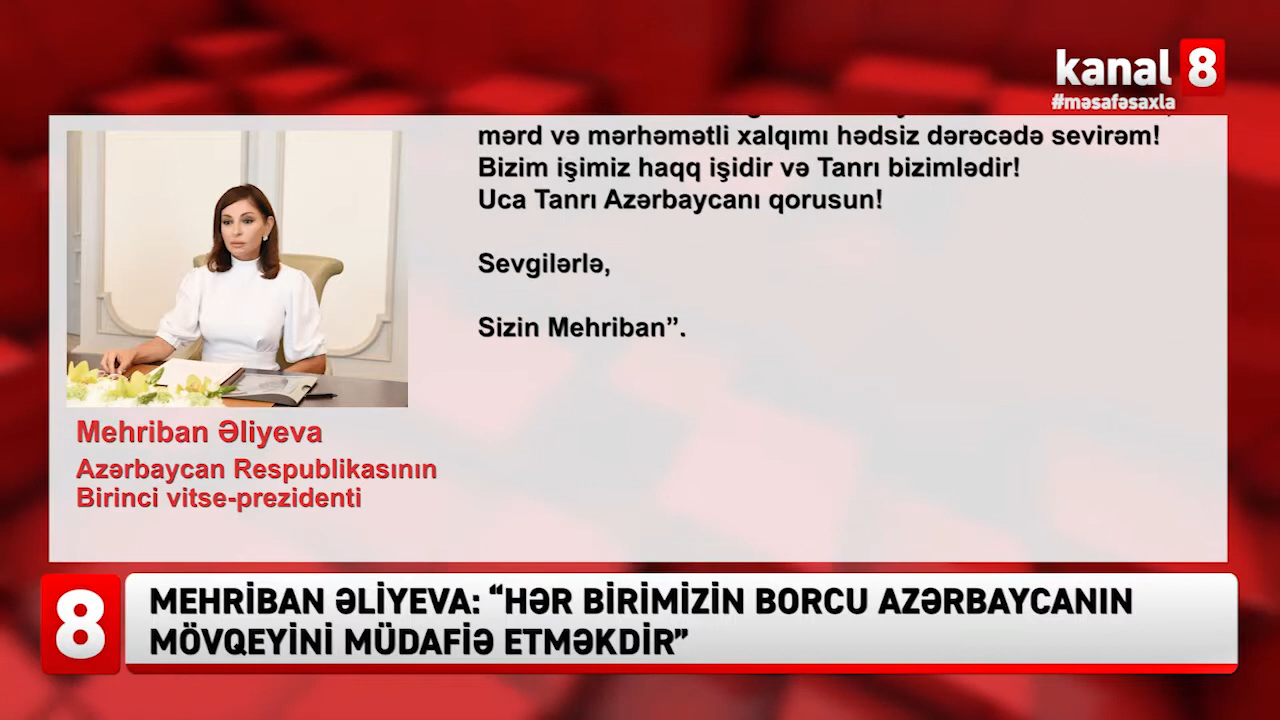 kanal 8
#məsafəsaxla
mərd və mərhəmətli xalqımı hədsiz dərəcədə sevirəm!
Bizim işimiz haqq işidir və Tanrı bizimlədir!
Uca Tanrı Azərbaycanı qorusun!
Sevgilərlə,
Sizin Mehriban”.
Mehriban Əliyeva
Azərbaycan Respublikasının
Birinci vitse-prezidenti
8
MEHRİBAN ƏLİYEVA: “HƏR BİRİMİZİN BORCU AZƏRBAYCANIN
MÖVQEYİNİ MÜDAFİƏ ETMƏKDİR”